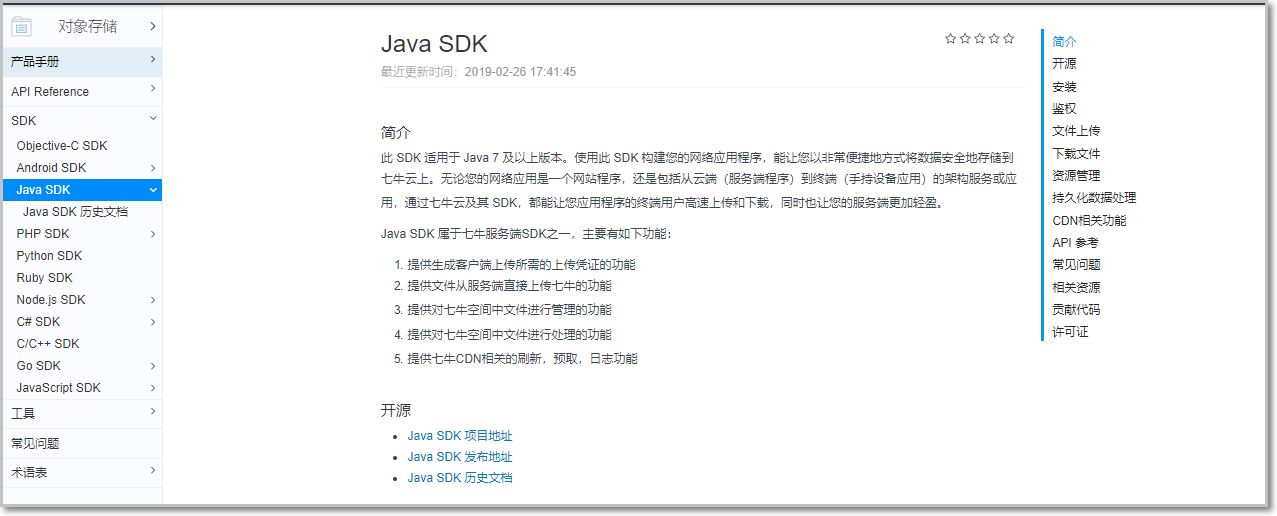 对象存储
产品手册
API Reference
SDK
Objective-C SDK
Android SDK
Java SDK
Java SDK 历史文档
PHP SDK
Python SDK
Ruby SDK
Node.js SDK
C# SDK
C/C++ SDK
Go SDK
JavaScript SDK
工具
常见问题
术语表
Java SDK
最近更新时间：2019-02-26 17:41:45
简介
此 SDK 适用于 Java 7 及以上版本。使用此 SDK 构建您的网络应用程序，能让您以非常便捷地方式将数据安全地存储到
七牛云上。无论您的网络应用是一个网站程序，还是包括从云端（服务端程序）到终端（手持设备应用）的架构服务或应
用，通过七牛云及其 SDK，都能让您应用程序的终端用户高速上传和下载，同时也让您的服务端更加轻盈。
Java SDK 属于七牛服务端SDK之一，主要有如下功能：
1. 提供生成客户端上传所需的上传凭证的功能
2. 提供文件从服务端直接上传七牛的功能
3. 提供对七牛空间中文件进行管理的功能
4. 提供对七牛空间中文件进行处理的功能
5. 提供七牛CDN相关的刷新，预取，日志功能
开源
Java SDK 项目地址
Java SDK 发布地址
Java SDK 历史文档
简介
开源
安装
鉴权
文件上传
下载文件
资源管理
持久化数据处理
CDN相关功能
API 参考
常见问题
相关资源
贡献代码
许可证